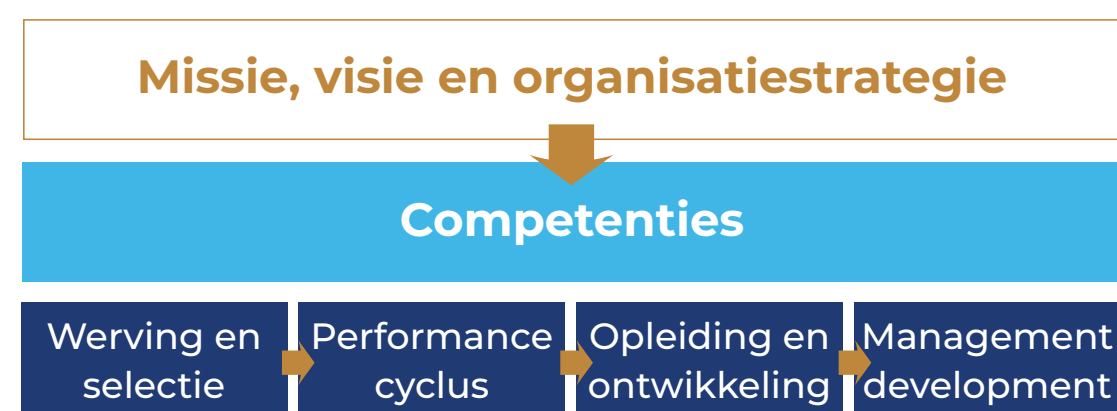 Missie, visie en organisatiestrategie
Competenties
Werving en
selectie
Performance
cyclus
Opleiding en
ontwikkeling
Management
development